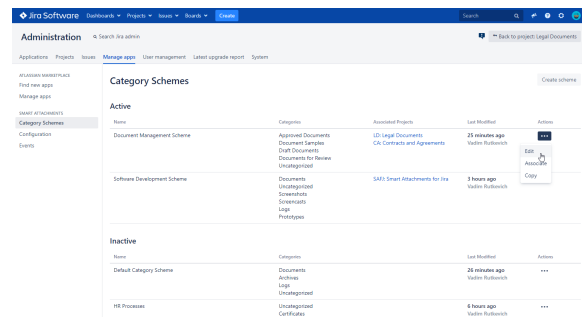 Jira Software Dashboards Projects Issues Boards Create Search
Administration Search Jira admin Back to project: Legal Documents
Applications Projects Issues Manage apps User management Latest upgrade report System
ATLASSIAN MARKETPLACE
Find new apps
Manage apps
SMART ATTACHMENTS
Category Schemes
Configuration
Events
Category Schemes Create scheme
Active
Name Categories Associated Projects Last Modified Actions
Document Management Scheme Approved Documents LD: Legal Documents 25 minutes ago
Document Samples CA: Contracts and Agreements Vadim Rutkevich
Draft Documents Edit
Documents for Review Associate
Uncategorized Copy
Software Development Scheme Documents SAFJ: Smart Attachments for Jira 3 hours ago
Uncategorized Vadim Rutkevich
Screenshots
Screencasts
Logs
Prototypes
Inactive
Name Categories Last Modified Actions
Default Category Scheme Documents 26 minutes ago
Archives Vadim Rutkevich
Logs
Uncategorized
HR Processes Uncategorized 6 hours ago
Certificates Vadim Rutkevich